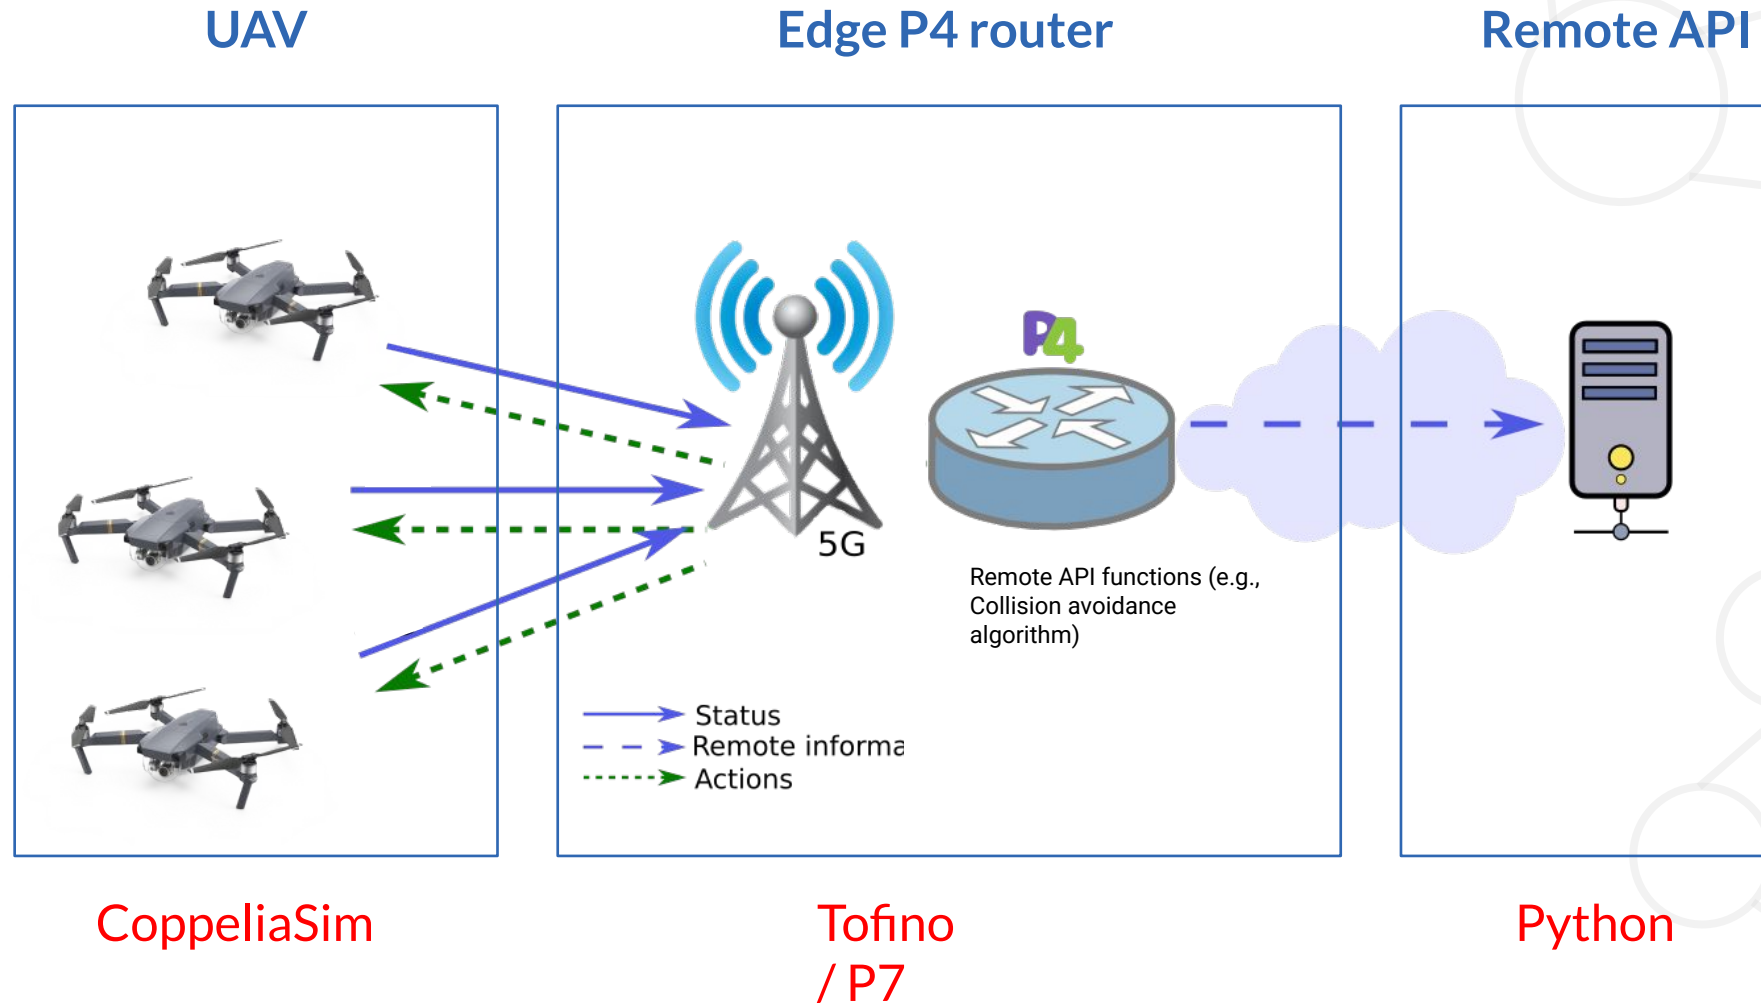 UAV
Edge P4 router
Remote API
P4
5G
Remote API functions (e.g.,
Collision avoidance
algorithm)
Status
Remote informa
Actions
CoppeliaSim
Tofino
/ P7
Python